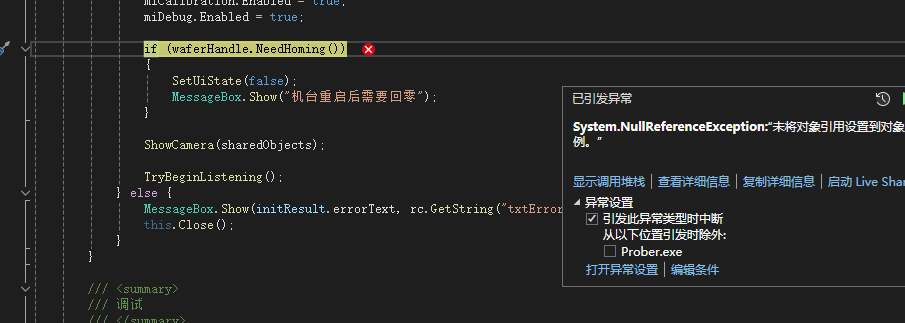 miCalibration.Enabled = true;
miDebug.Enabled = true;
if (waferHandle.NeedHoming())
{
SetUiState(false);
MessageBox.Show("机台重启后需要回零");
}
ShowCamera(sharedObjects);
TryBeginListening();
} else {
MessageBox.Show(initResult.errorText, rc.GetString("txtError
this.Close();
}
}
/// <summary>
/// 调试
/// </summary>
已引发异常
System.NullReferenceException:“未将对象引用设置到对象
例。”
显示调用堆栈 | 查看详细信息 | 复制详细信息 | 启动 Live Shar
异常设置
引发此异常类型时中断
从以下位置引发时除外:
Prober.exe
打开异常设置 | 编辑条件